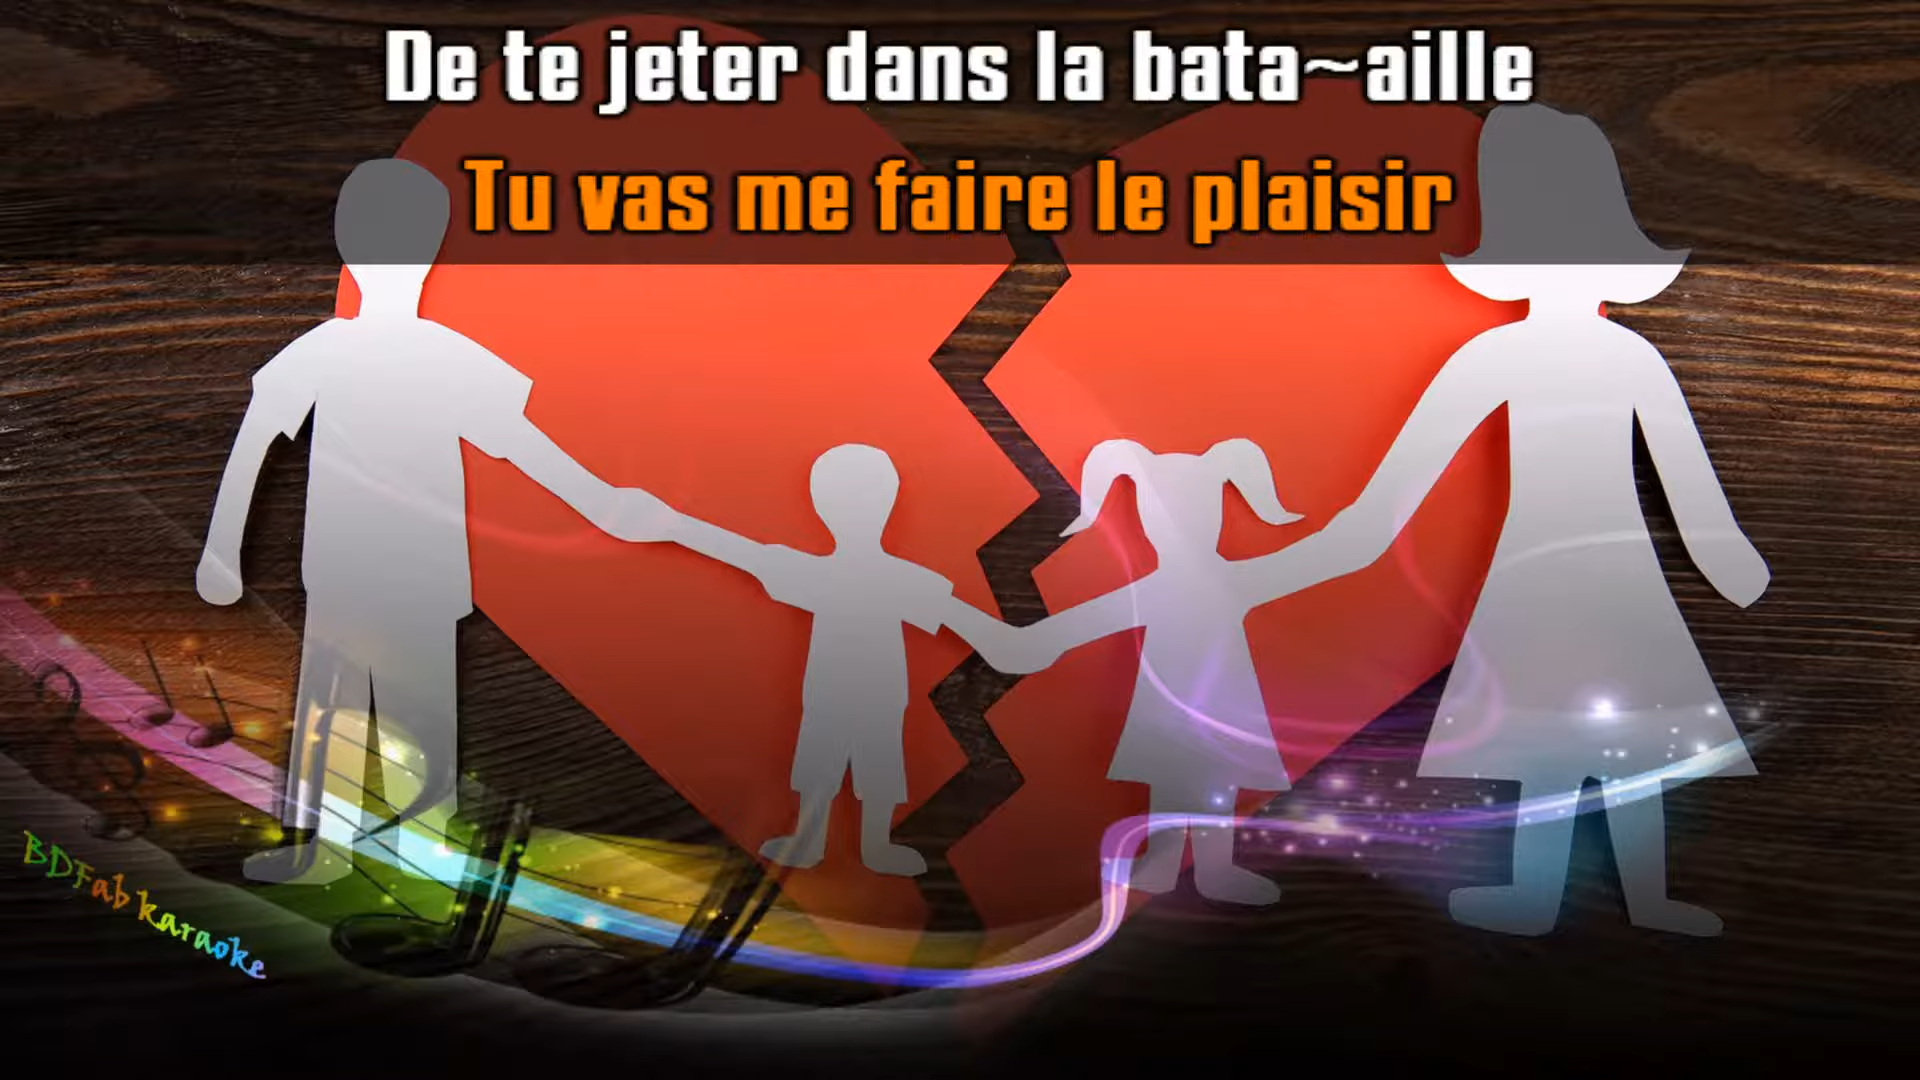 De te jeter dans la bata~aille
Tu vas me faire le plaisir
BDFab karaoke